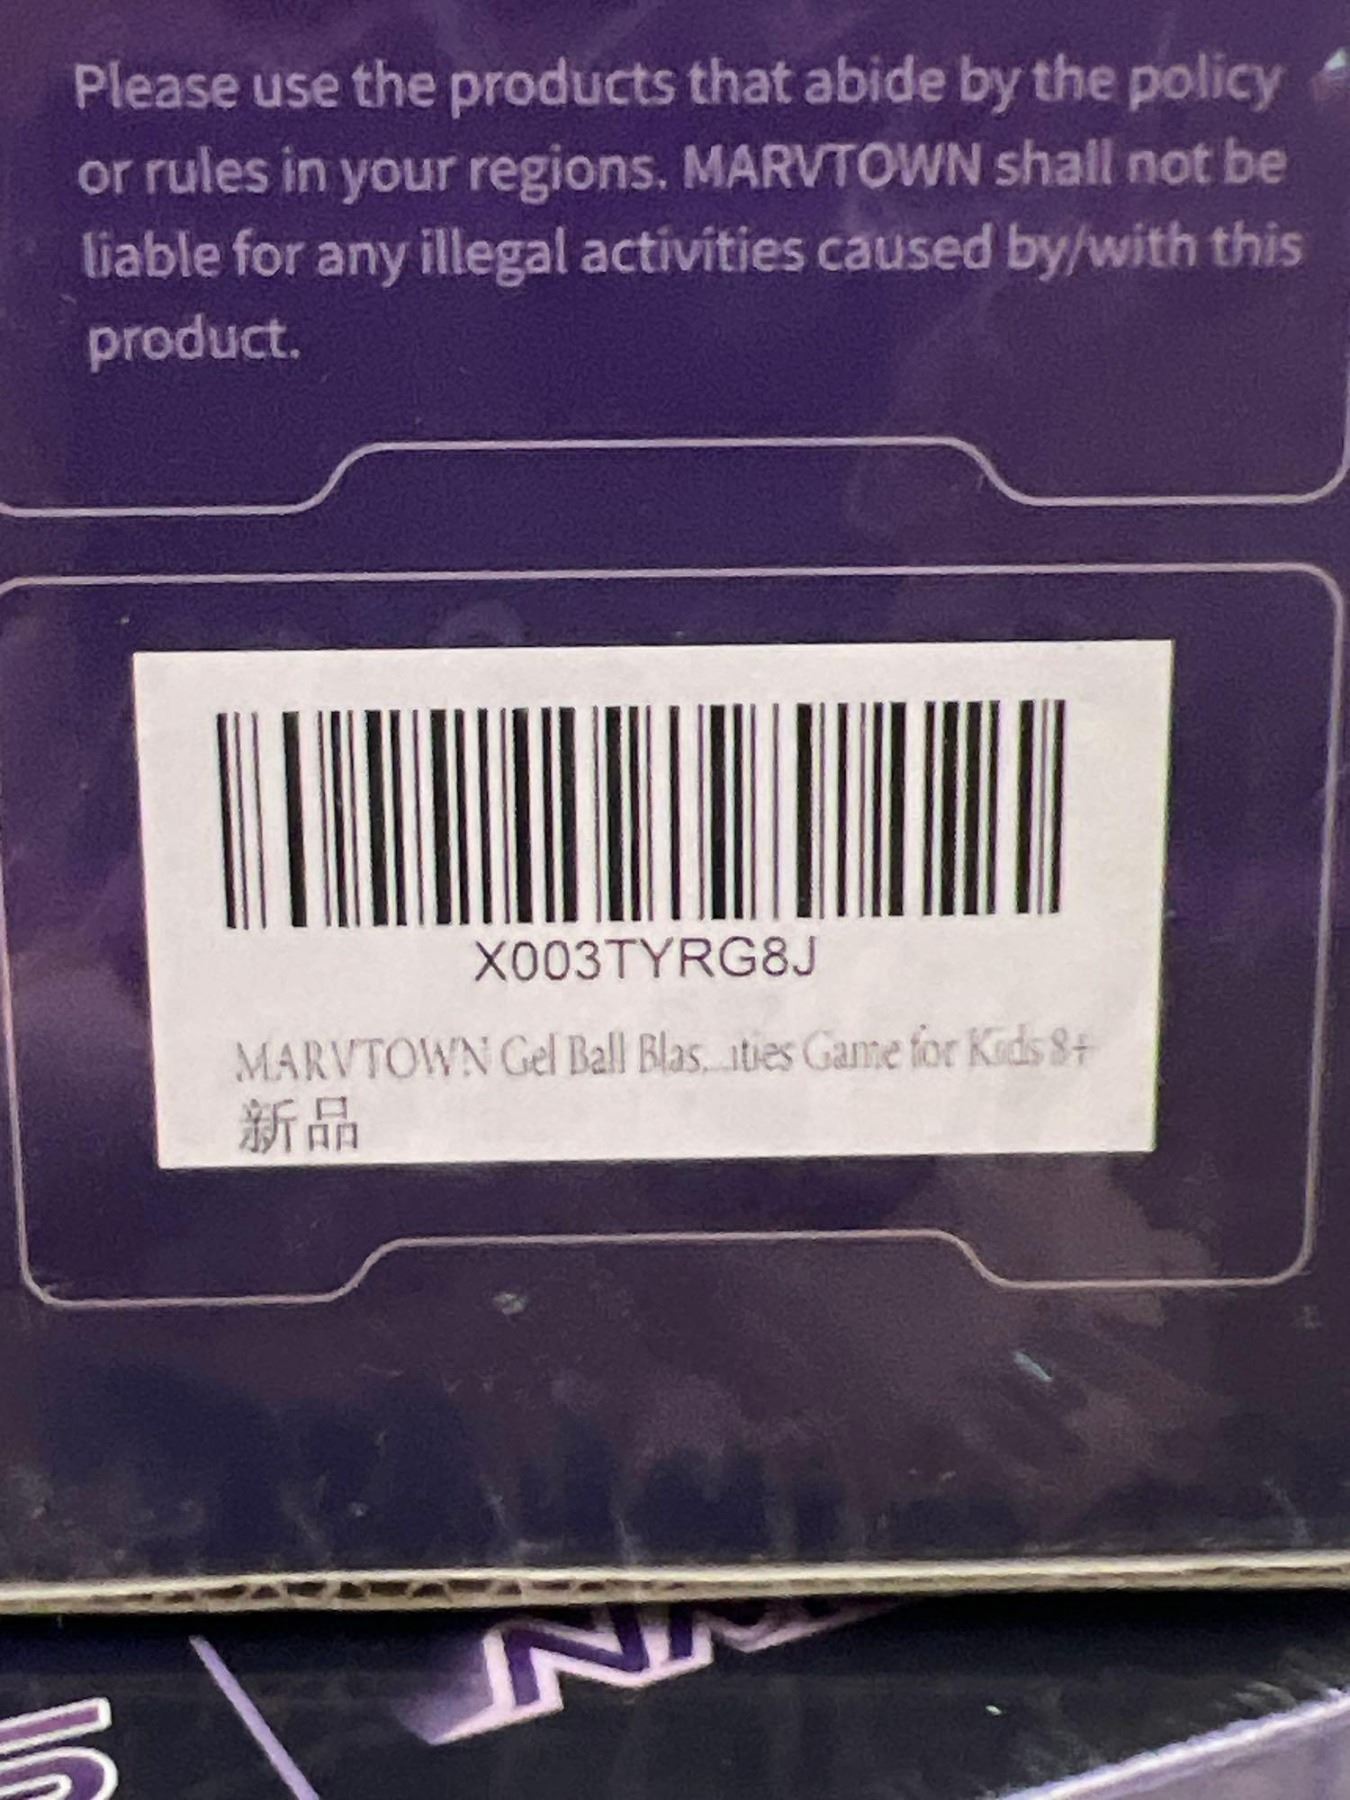 Please use the products that abide by the policy
or rules in your regions. MARVTOWN shall not be
liable for any illegal activities caused by/with this
product.
X003TYRG8J
MARVTOWN Gel Ball Blas...ities Game for Kids 8+
新品